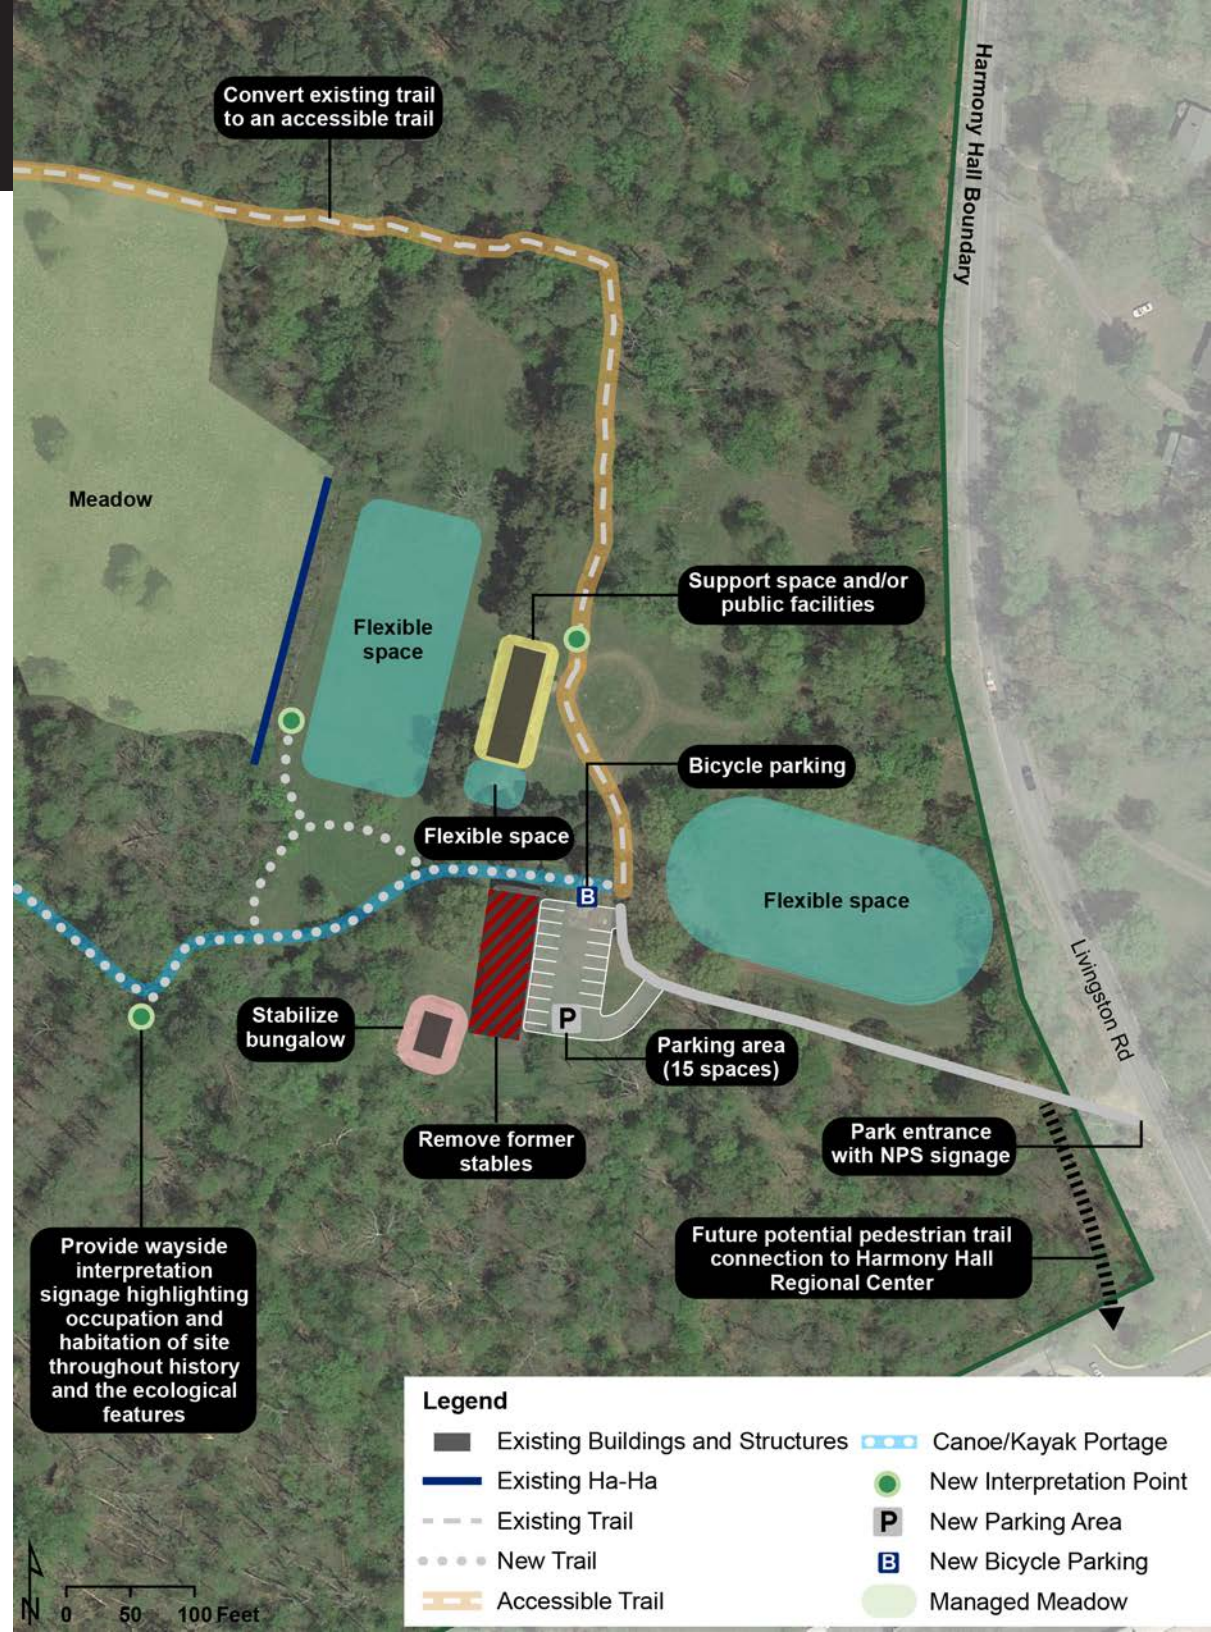 Convert existing trail
to an accessible trail
Harmony Hall Boundary
Meadow
Support space and/or
public facilities
Flexible
space
Bicycle parking
Flexible space
B
Flexible space
Livingston Rd
Stabilize
bungalow
P
Parking area
(15 spaces)
Remove former
stables
Park entrance
with NPS signage
Future potential pedestrian trail
connection to Harmony Hall
Regional Center
Provide wayside
interpretation
signage highlighting
occupation and
habitation of site
throughout history
and the ecological
features
Legend
Existing Buildings and Structures
Existing Ha-Ha
Existing Trail
New Trail
Accessible Trail
Canoe/Kayak Portage
New Interpretation Point
P New Parking Area
B New Bicycle Parking
Managed Meadow
N
0 50 100 Feet